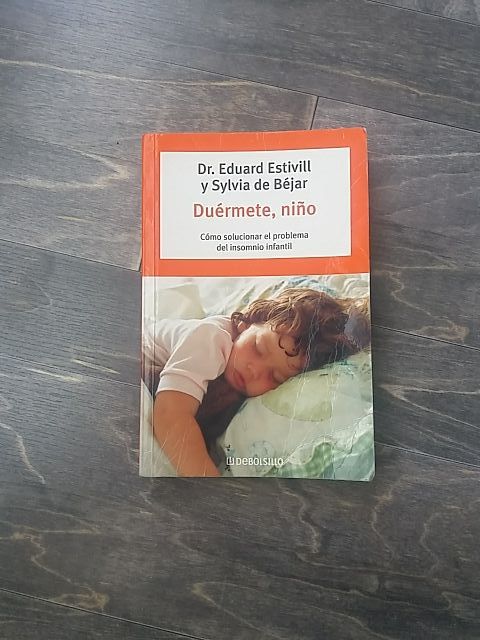 Dr. Eduard Estivill
y Sylvia de Béjar
Duérmete, niño
Cómo solucionar el problema
del insomnio infantil
DEBOLSILLO